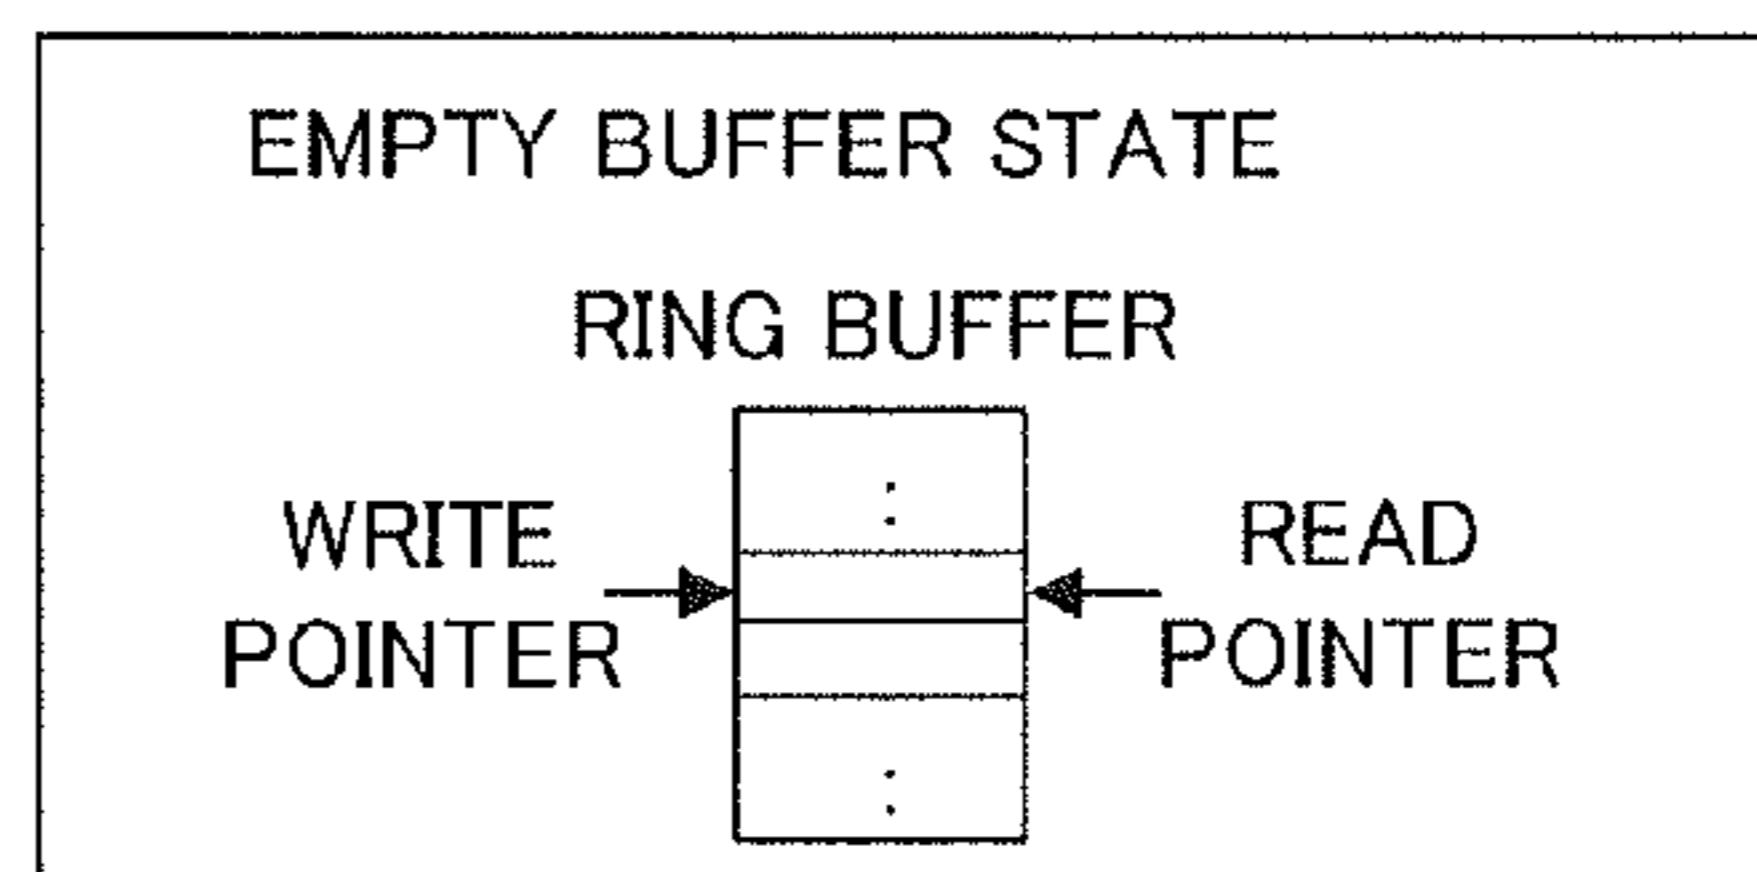 EMPTY BUFFER STATE
RING BUFFER
WRITE
POINTER
READ
POINTER